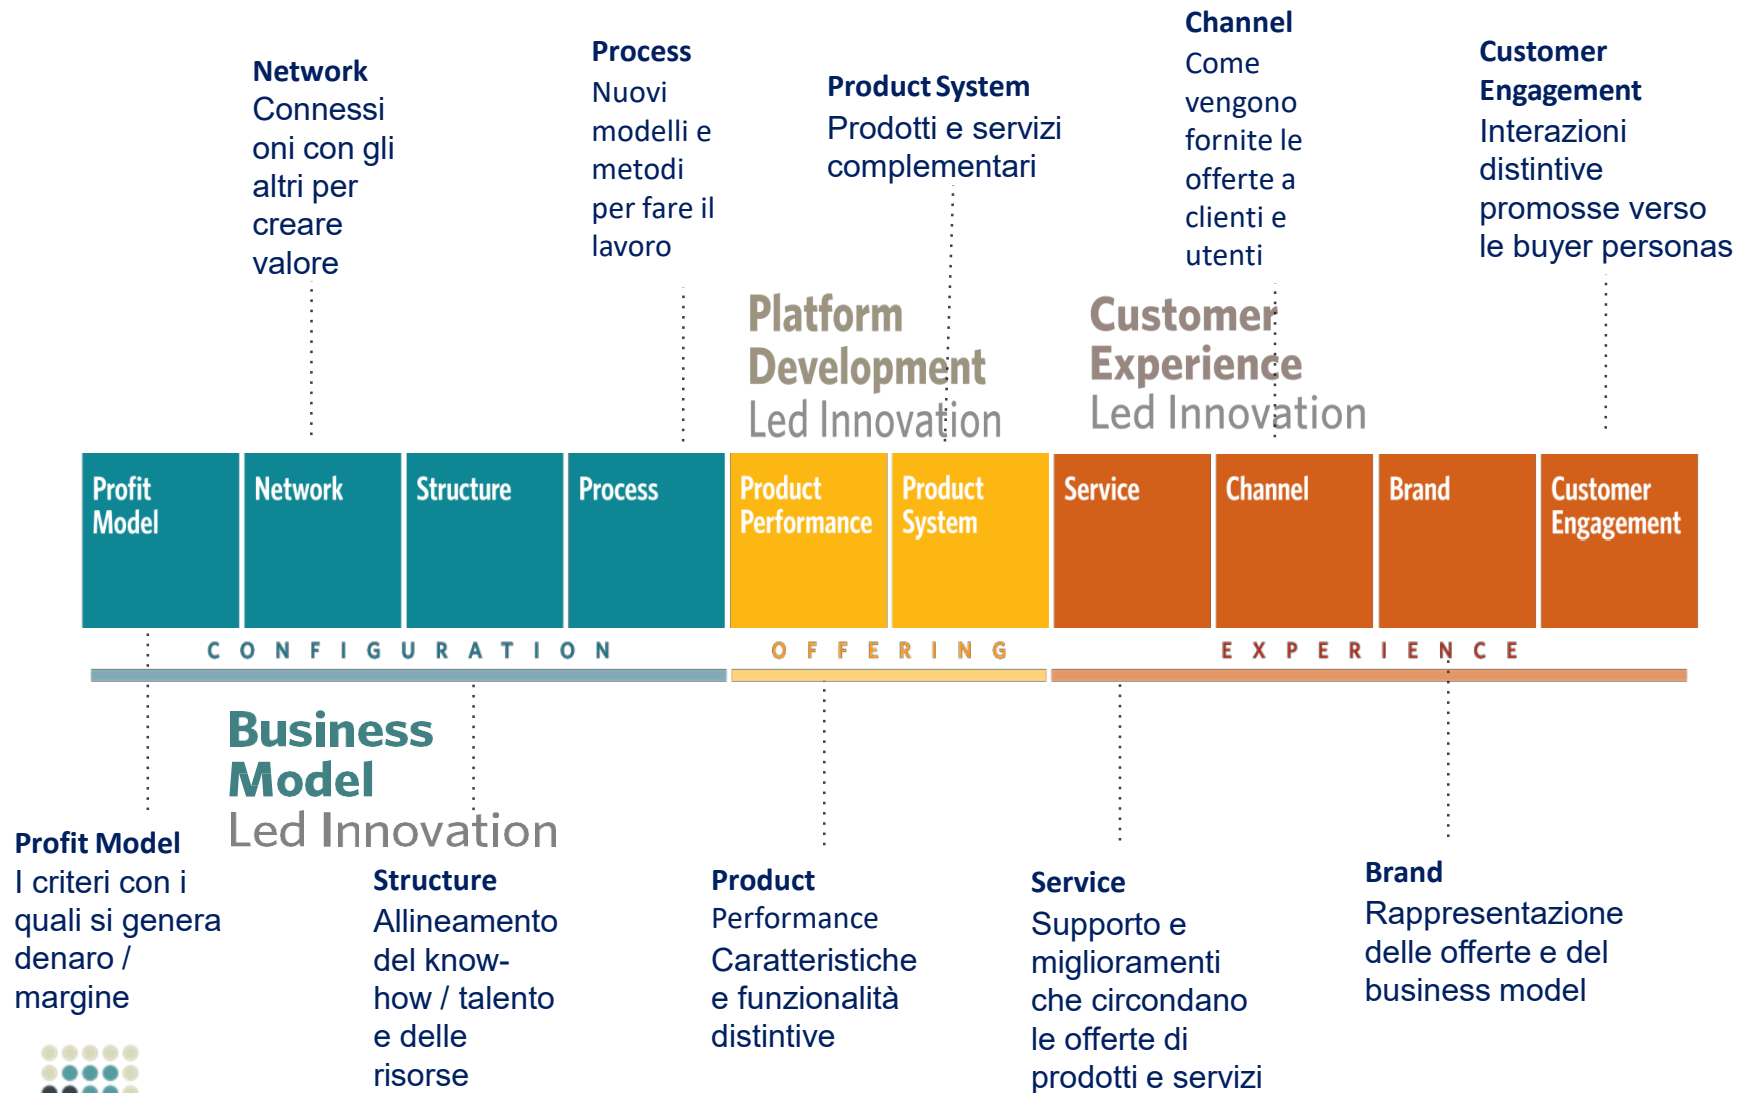 Network
Connessi
oni con gli
altri per
creare
valore
Process
Nuovi
modelli e
metodi
per fare il
lavoro
Product System
Prodotti e servizi
complementari
Channel
Come
vengono
fornite le
offerte a
clienti e
utenti
Customer
Engagement
Interazioni
distintive
promosse verso
le buyer personas
Platform
Development
Led Innovation
Customer
Experience
Led Innovation
Profit
Model
Network
Structure
Process
Product
Performance
Product
System
Service
Channel
Brand
Customer
Engagement
CONFIGURATION
OFFERING
EXPERIENCE
Business
Model
Led Innovation
Profit Model
I criteri con i
quali si genera
denaro /
margine
Structure
Allineamento
del know-
how / talento
e delle
risorse
Product
Performance
Caratteristiche
e funzionalità
distintive
Service
Supporto e
miglioramenti
che circondano
le offerte di
prodotti e servizi
Brand
Rappresentazione
delle offerte e del
business model